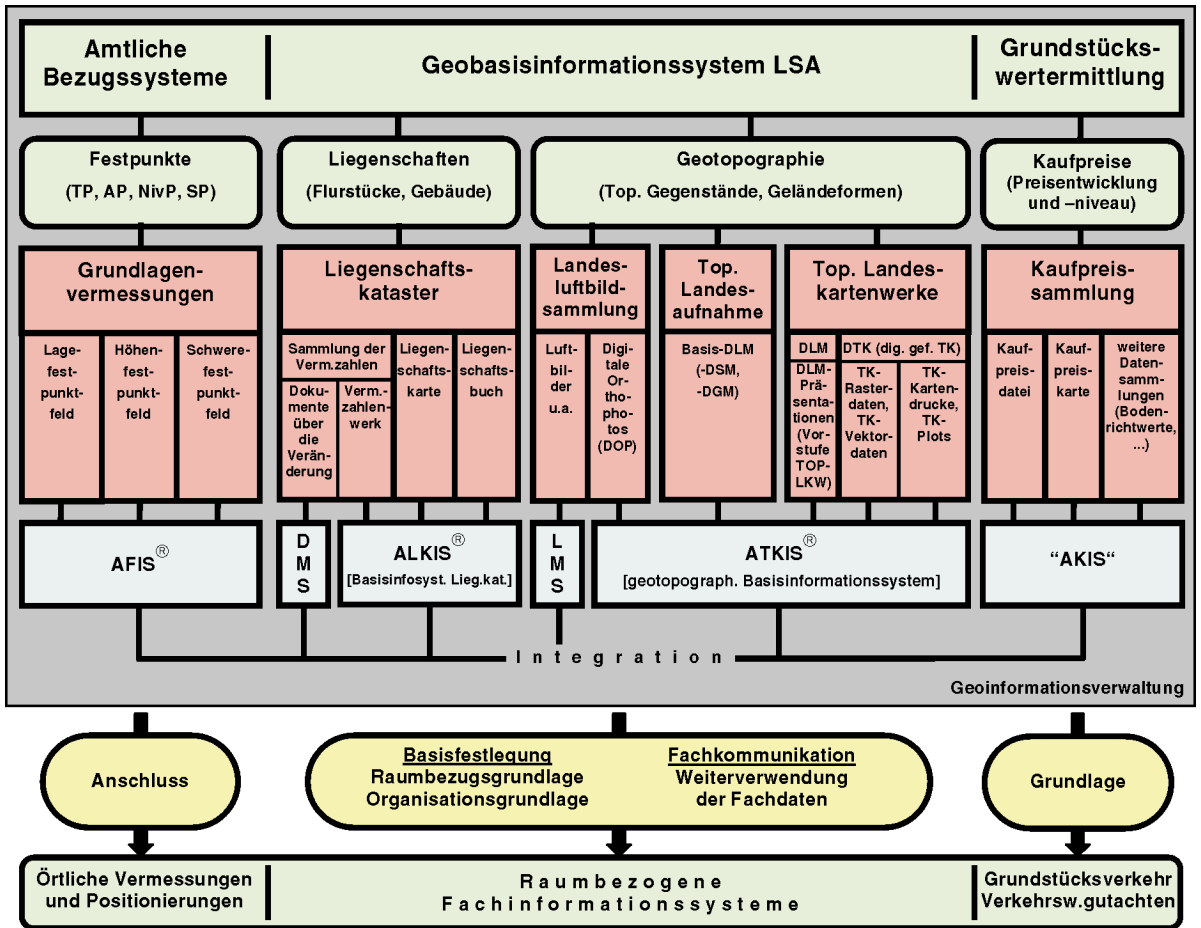 Amtliche
Bezugssysteme
Geobasisinformationssystem LSA
Grundstücks-
wertermittlung
Festpunkte
(TP, AP, NivP, SP)
Liegenschaften
(Flurstücke, Gebäude)
Geotopographie
(Top. Gegenstände, Geländeformen)
Kaufpreise
(Preisentwicklung
und –niveau)
Grundlagen-
vermessungen
Liegenschafts-
kataster
Landes-
luftbild-
sammlung
Top.
Landes-
aufnahme
Top. Landes-
kartenwerke
Kaufpreis-
sammlung
Lage-
fest-
punkt-
feld
Höhen-
fest-
punkt-
feld
Schwere-
fest-
punkt-
feld
Sammlung der
Verm.zahlen
Doku-
mente
über
die
Verän-
derung
Verm.-
zahlen-
werk
Liegen-
schafts-
karte
Liegen-
schafts-
buch
Luft-
bil-
der
u.a.
Digi-
tale
Or-
tho-
pho-
tos
(DOP)
Basis-DLM
(-DSM,
-DGM)
DLM
DLM-
Prä-
sentati-
onen
(Vor-
stufe
TOP-
LKW)
DTK (dig. gef. TK)
TK-
Raster-
daten,
TK-
Vektor-
daten
TK-
Karten-
drucke,
TK-
Plots
Kauf-
preis-
datei
Kauf-
preis-
karte
weitere
Daten-
samm-
lungen
(Boden-
richtwerte,
...)
AFIS®
D
M
S
ALKIS®
[Basisinfosyst. Lieg.kat.]
L
M
S
ATKIS®
[geotopograph. Basisinformationssystem]
“AKIS“
Integration
Geoinformationsverwaltung
Anschluss
Basisfestlegung
Raumbezugsgrundlage
Organisationsgrundlage
Fachkommunikation
Weiterverwendung
der Fachdaten
Grundlage
Örtliche Vermessungen
und Positionierungen
Raumbezogene
Fachinformationssysteme
Grundstücksverkehr
Verkehrsw.gutachten